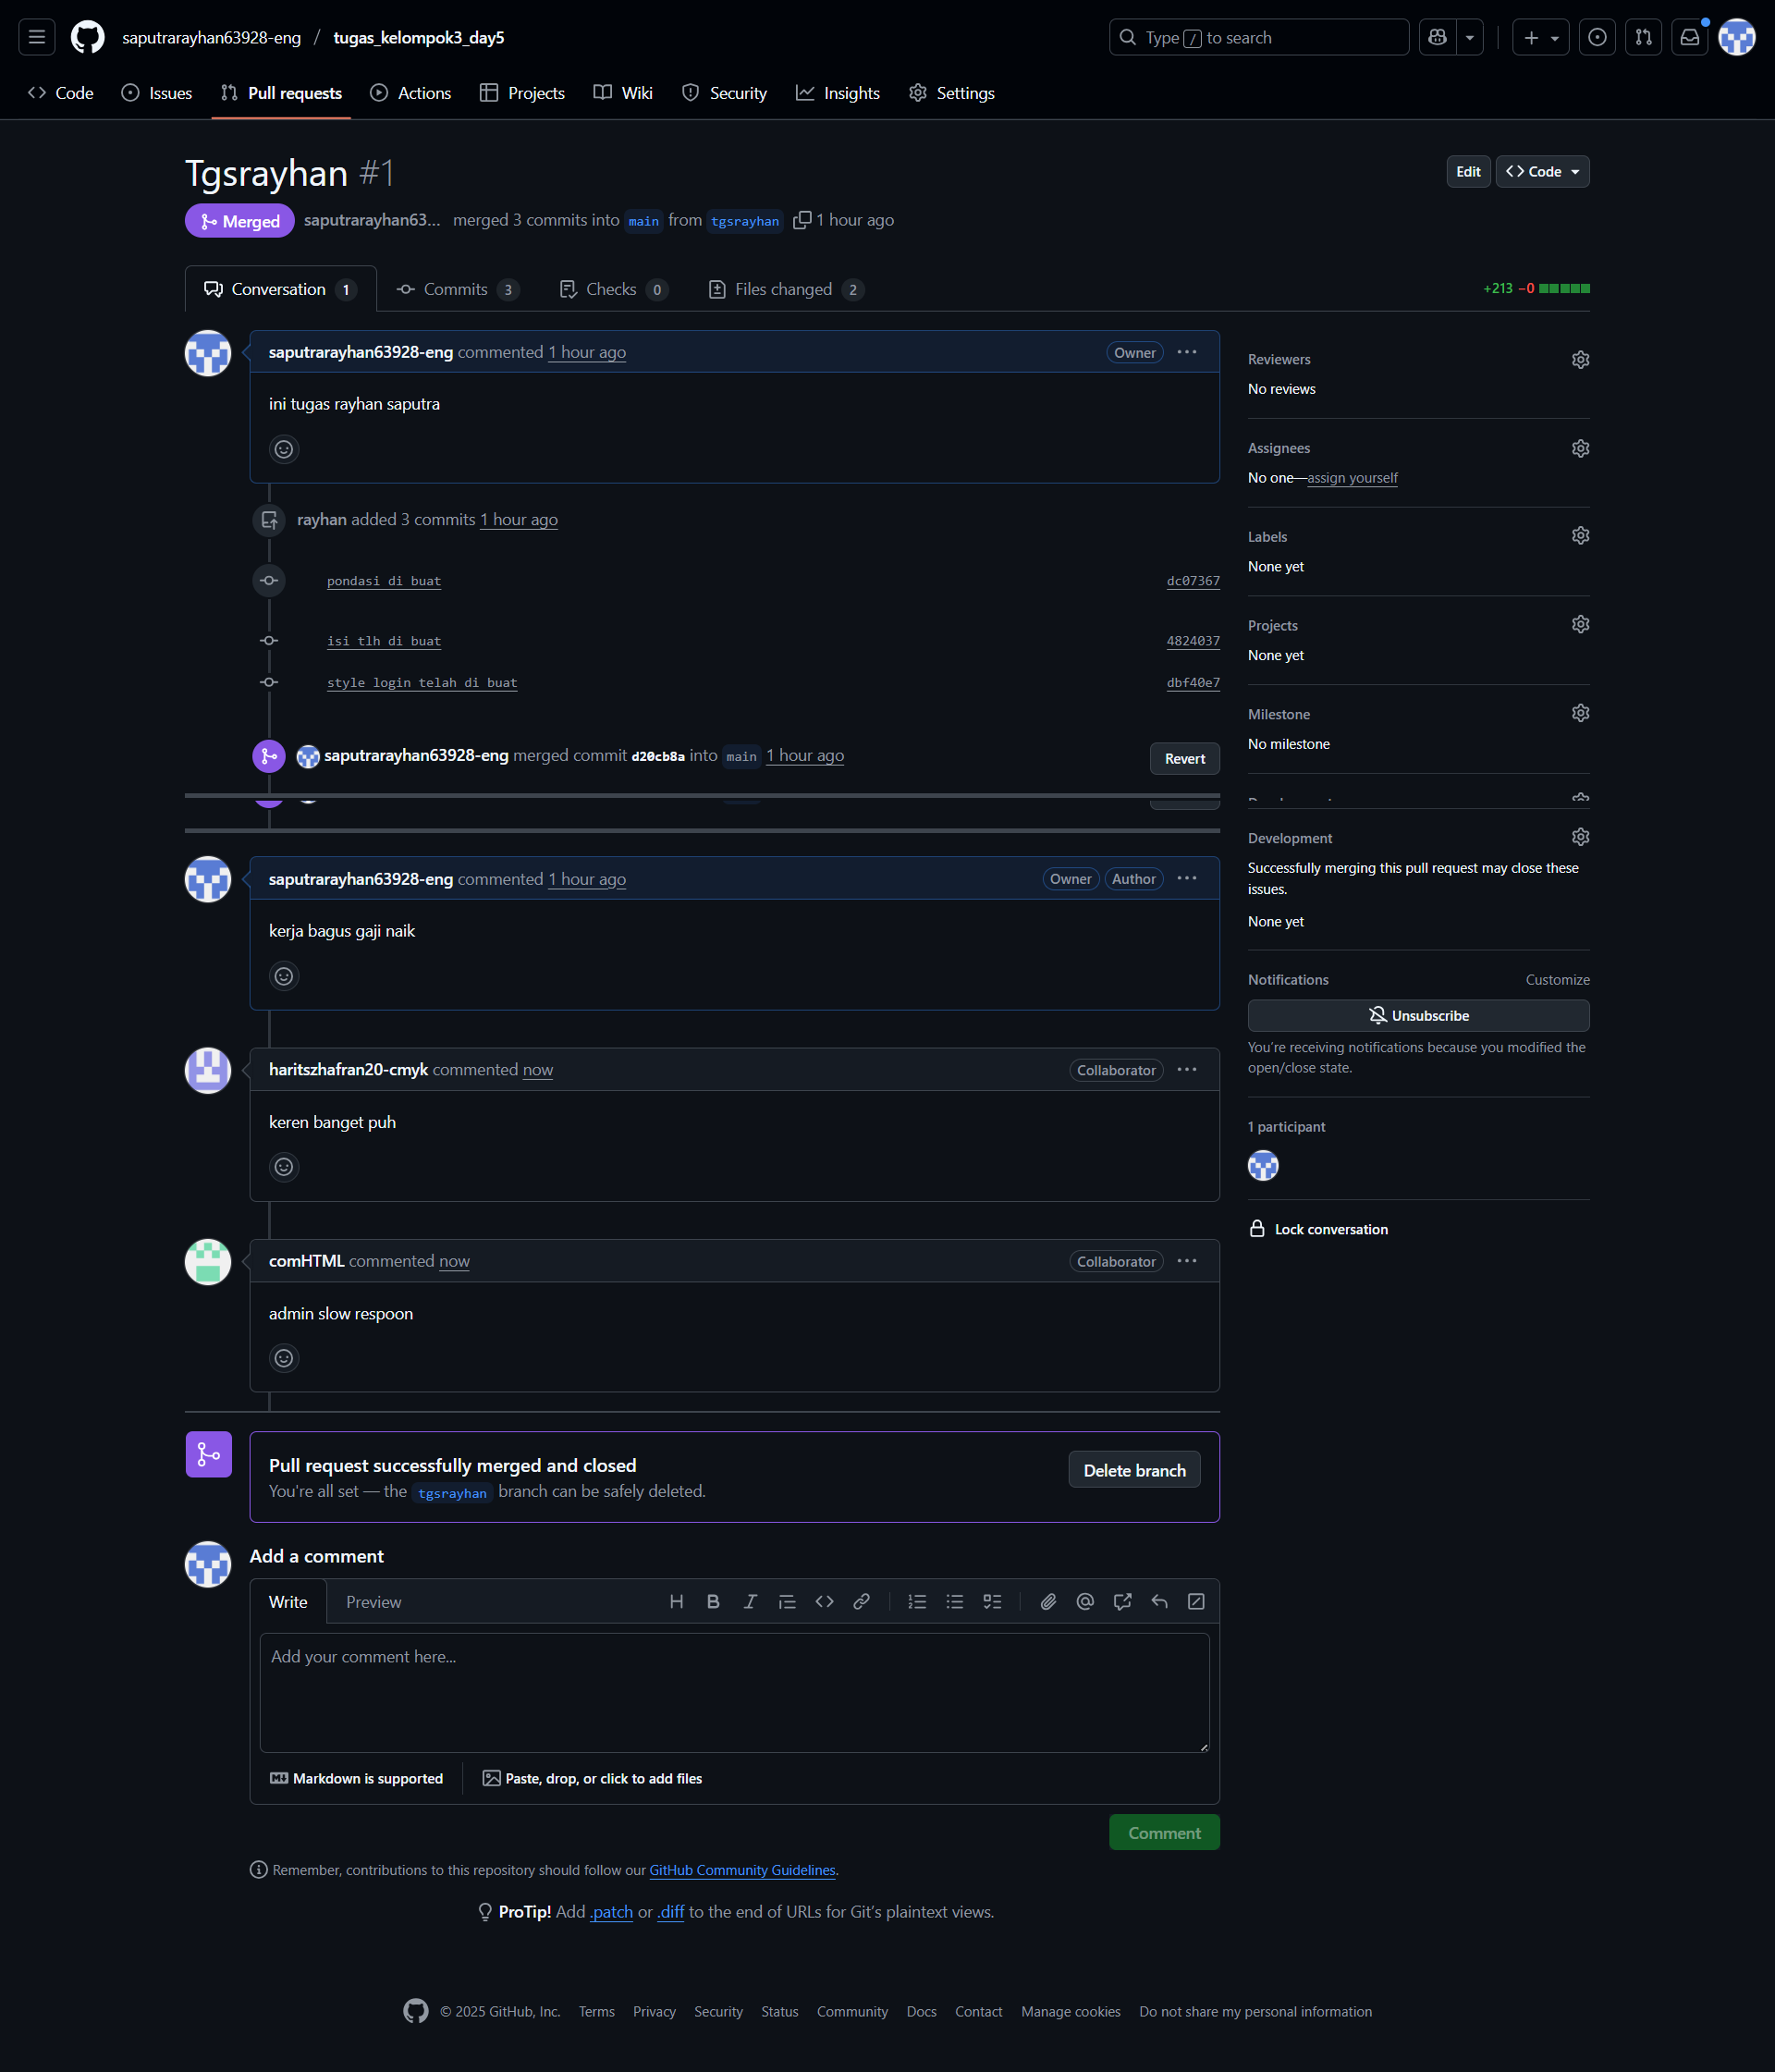 saputrarayhan63928-eng / tugas_kelompok3_day5
Type / to search
Code Issues Pull requests Actions Projects Wiki Security Insights Settings
Tgsrayhan #1
Edit Code
Merged saputrarayhan63... merged 3 commits into main from tgsrayhan 1 hour ago
Conversation 1 Commits 3 Checks 0 Files changed 2
+213 −0
saputrarayhan63928-eng commented 1 hour ago Owner
ini tugas rayhan saputra
rayhan added 3 commits 1 hour ago
pondasi di buat dc07367
isi tlh di buat 4824037
style login telah di buat dbf40e7
saputrarayhan63928-eng merged commit d20cb8a into main 1 hour ago Revert
saputrarayhan63928-eng commented 1 hour ago Owner Author
kerja bagus gaji naik
haritszhafran20-cmyk commented now Collaborator
keren banget puh
comHTML commented now Collaborator
admin slow respoon
Pull request successfully merged and closed
You're all set — the tgsrayhan branch can be safely deleted.
Delete branch
Add a comment
Write Preview
Add your comment here...
Markdown is supported
Paste, drop, or click to add files
Comment
Remember, contributions to this repository should follow our GitHub Community Guidelines.
ProTip! Add .patch or .diff to the end of URLs for Git’s plaintext views.
Reviewers
No reviews
Assignees
No one—assign yourself
Labels
None yet
Projects
None yet
Milestone
No milestone
Development
Successfully merging this pull request may close these
issues.
None yet
Notifications Customize
Unsubscribe
You’re receiving notifications because you modified the
open/close state.
1 participant
Lock conversation
© 2025 GitHub, Inc. Terms Privacy Security Status Community Docs Contact Manage cookies Do not share my personal information